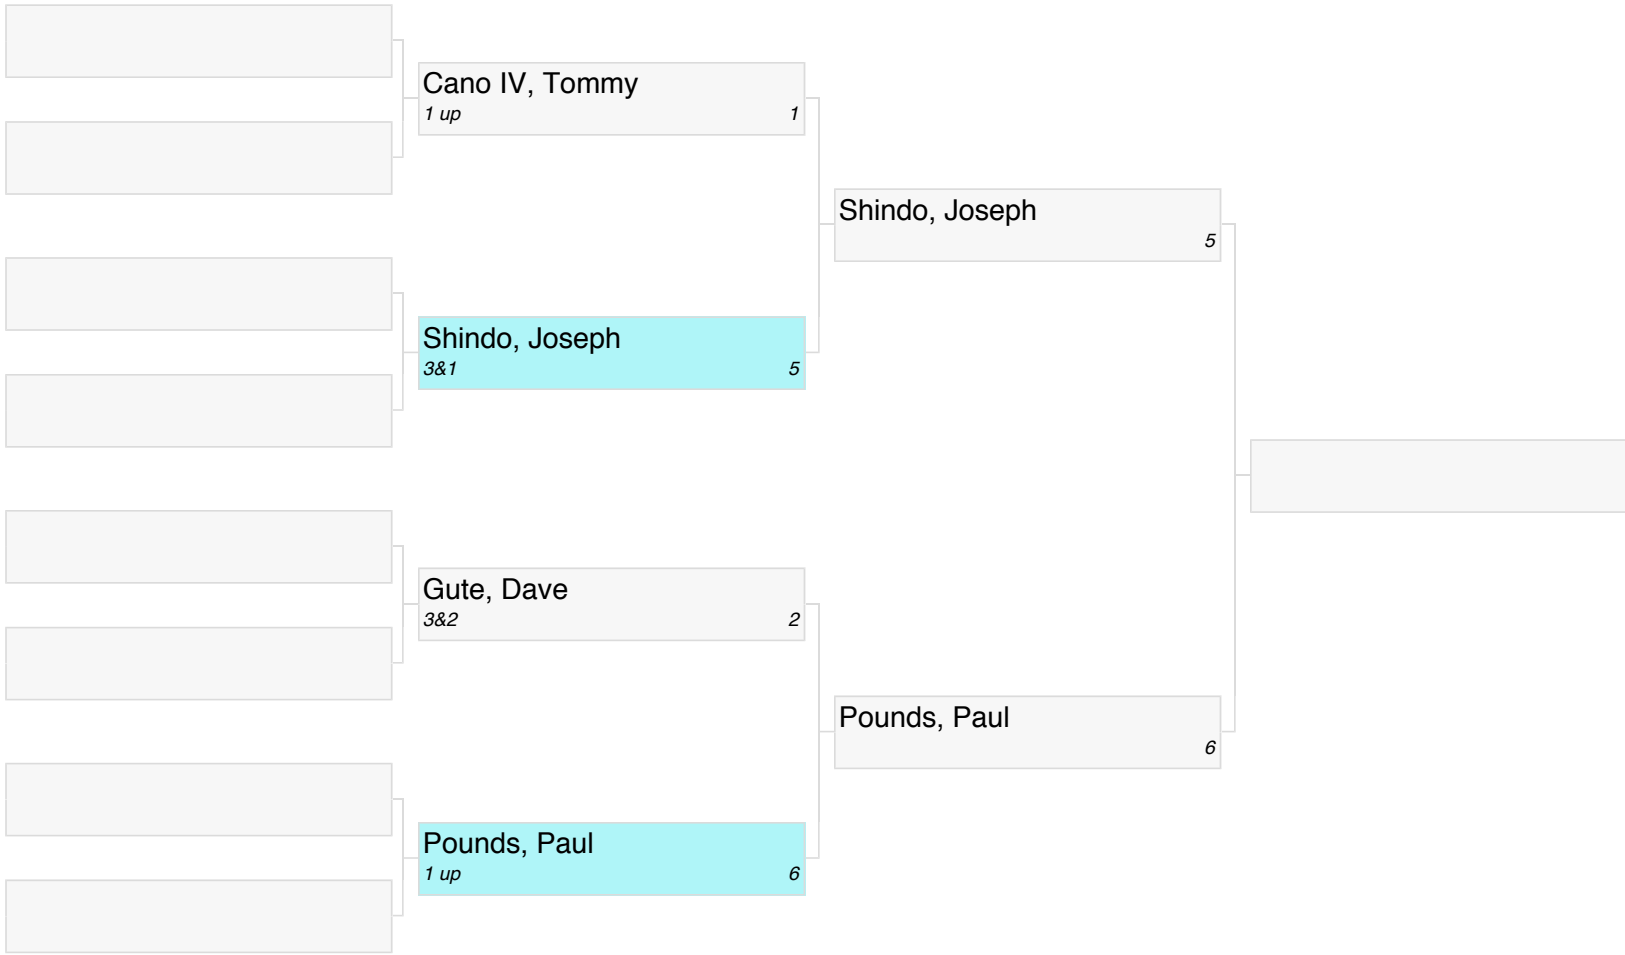 Cano IV, Tommy
1 up 1
Shindo, Joseph
5
Shindo, Joseph
3&1 5
Gute, Dave
3&2 2
Pounds, Paul
6
Pounds, Paul
1 up 6